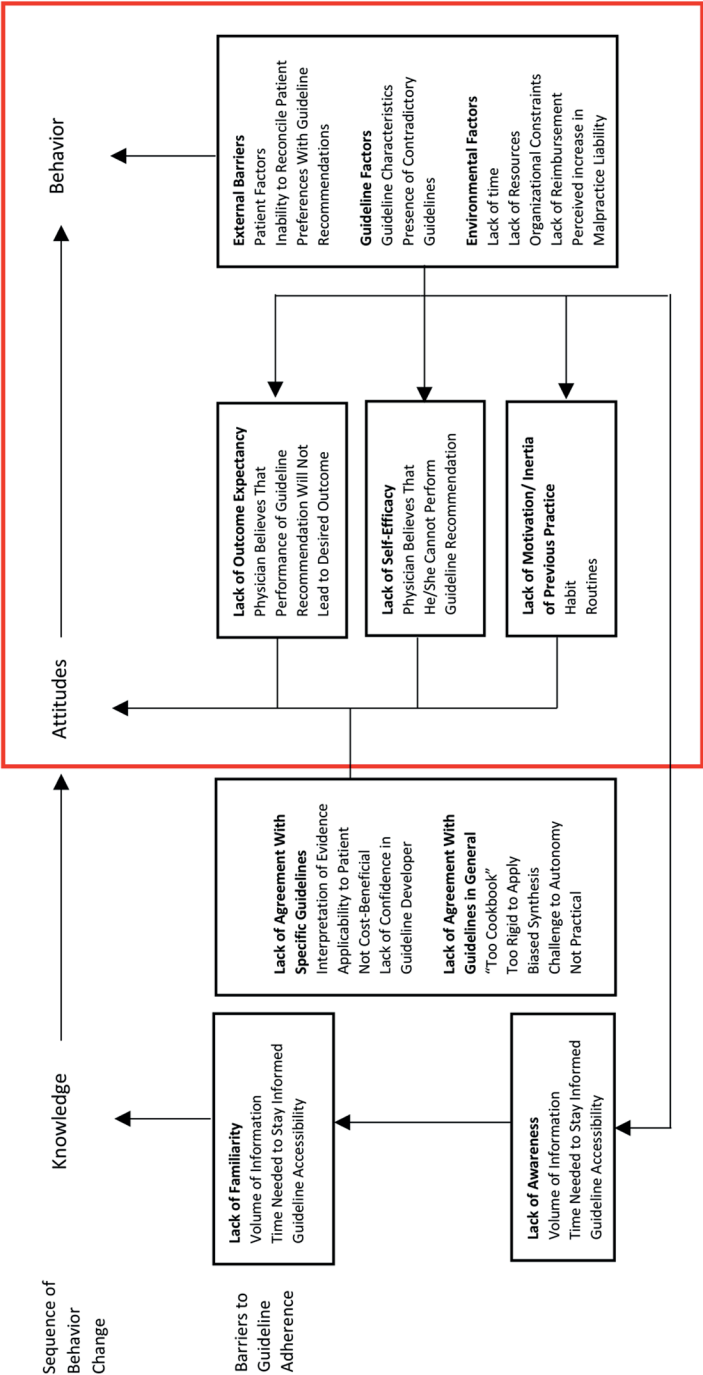 Sequence of
Behavior
Change
Knowledge
Attitudes
Behavior
Barriers to
Guideline
Adherence
Lack of Familiarity
Volume of Information
Time Needed to Stay Informed
Guideline Accessibility
Lack of Awareness
Volume of Information
Time Needed to Stay Informed
Guideline Accessibility
Lack of Agreement With
Specific Guidelines
Interpretation of Evidence
Applicability to Patient
Not Cost-Beneficial
Lack of Confidence in
Guideline Developer
Lack of Agreement With
Guidelines in General
"Too Cookbook"
Too Rigid to Apply
Biased Synthesis
Challenge to Autonomy
Not Practical
Lack of Outcome Expectancy
Physician Believes That
Performance of Guideline
Recommendation Will Not
Lead to Desired Outcome
Lack of Self-Efficacy
Physician Believes That
He/She Cannot Perform
Guideline Recommendation
Lack of Motivation/ Inertia
of Previous Practice
Habit
Routines
External Barriers
Patient Factors
Inability to Reconcile Patient
Preferences With Guideline
Recommendations
Guideline Factors
Guideline Characteristics
Presence of Contradictory
Guidelines
Environmental Factors
Lack of time
Lack of Resources
Organizational Constraints
Lack of Reimbursement
Perceived increase in
Malpractice Liability